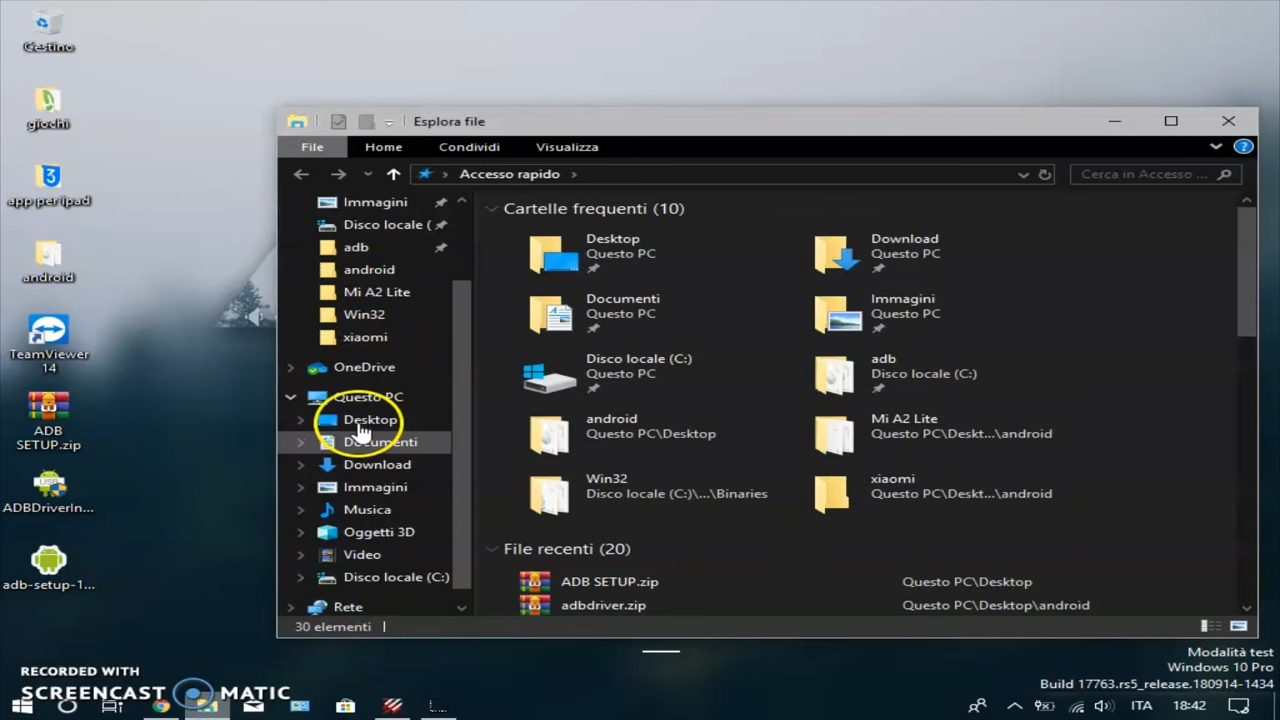 Cestino
giochi
app per ipad
android
TeamViewer
14
ADB
SETUP.zip
ADBDriverIn...
adb-setup-1...
Esplora file
File
Home
Condividi
Visualizza
Accesso rapido
Cerca in Accesso ...
Immagini
Disco locale (
adb
android
Mi A2 Lite
Win32
xiaomi
OneDrive
Questo PC
Desktop
Documenti
Download
Immagini
Musica
Oggetti 3D
Video
Disco locale (C:)
Rete
Cartelle frequenti (10)
Desktop
Questo PC
Download
Questo PC
Documenti
Questo PC
Immagini
Questo PC
Disco locale (C:)
Questo PC
adb
Disco locale (C:)
android
Questo PC\Desktop
Mi A2 Lite
Questo PC\Deskt...\android
Win32
Disco locale (C:)\...\Binaries
xiaomi
Questo PC\Deskt...\android
File recenti (20)
ADB SETUP.zip
Questo PC\Desktop
adbdriver.zip
Questo PC\Desktop\android
30 elementi
Modalità test
Windows 10 Pro
Build 17763.rs5_release.180914-1434
RECORDED WITH
SCREENCAST MATIC
ITA
18:42